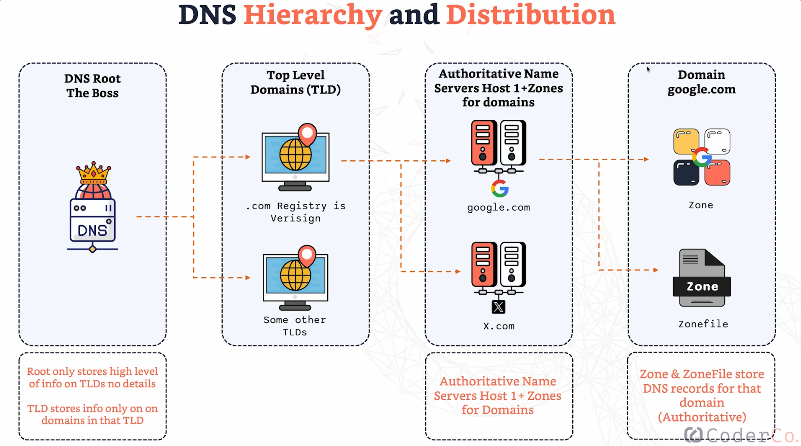 DNS Hierarchy and Distribution
DNS Root
The Boss
DNS
Root only stores high level
of info on TLDs no details
TLD stores info only on on
domains in that TLD
Top Level
Domains (TLD)
.com Registry is
Verisign
Some other
TLDs
Authoritative Name
Servers Host 1+Zones
for domains
G
google.com
X
X.com
Authoritative Name
Servers Host 1+ Zones
for Domains
Domain
google.com
G
Zone
Zone
Zonefile
Zone & ZoneFile store
DNS records for that
domain
(Authoritative)
CoderCo.